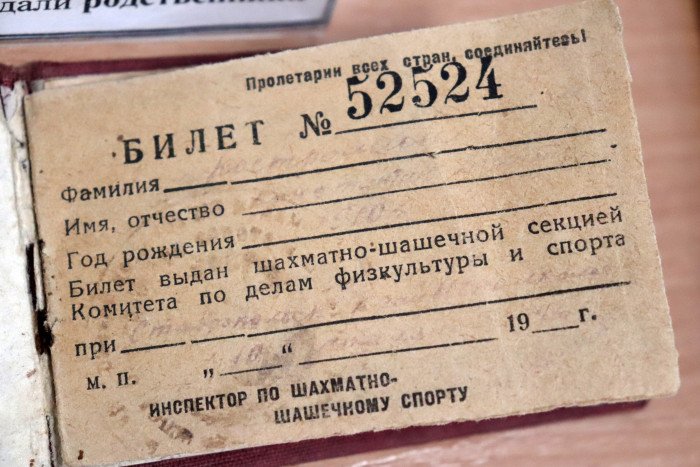 дали родственники
Пролетарии всех стран, соединяйтесь!
БИЛЕТ № 52524
Фамилия
Имя, отчество
Год рождения
Билет выдан шахматно-шашечной секцией
Комитета по делам физкультуры и спорта
при
м. п. „ 10 “ 19 г.
ИНСПЕКТОР ПО ШАХМАТНО-
ШАШЕЧНОМУ СПОРТУ